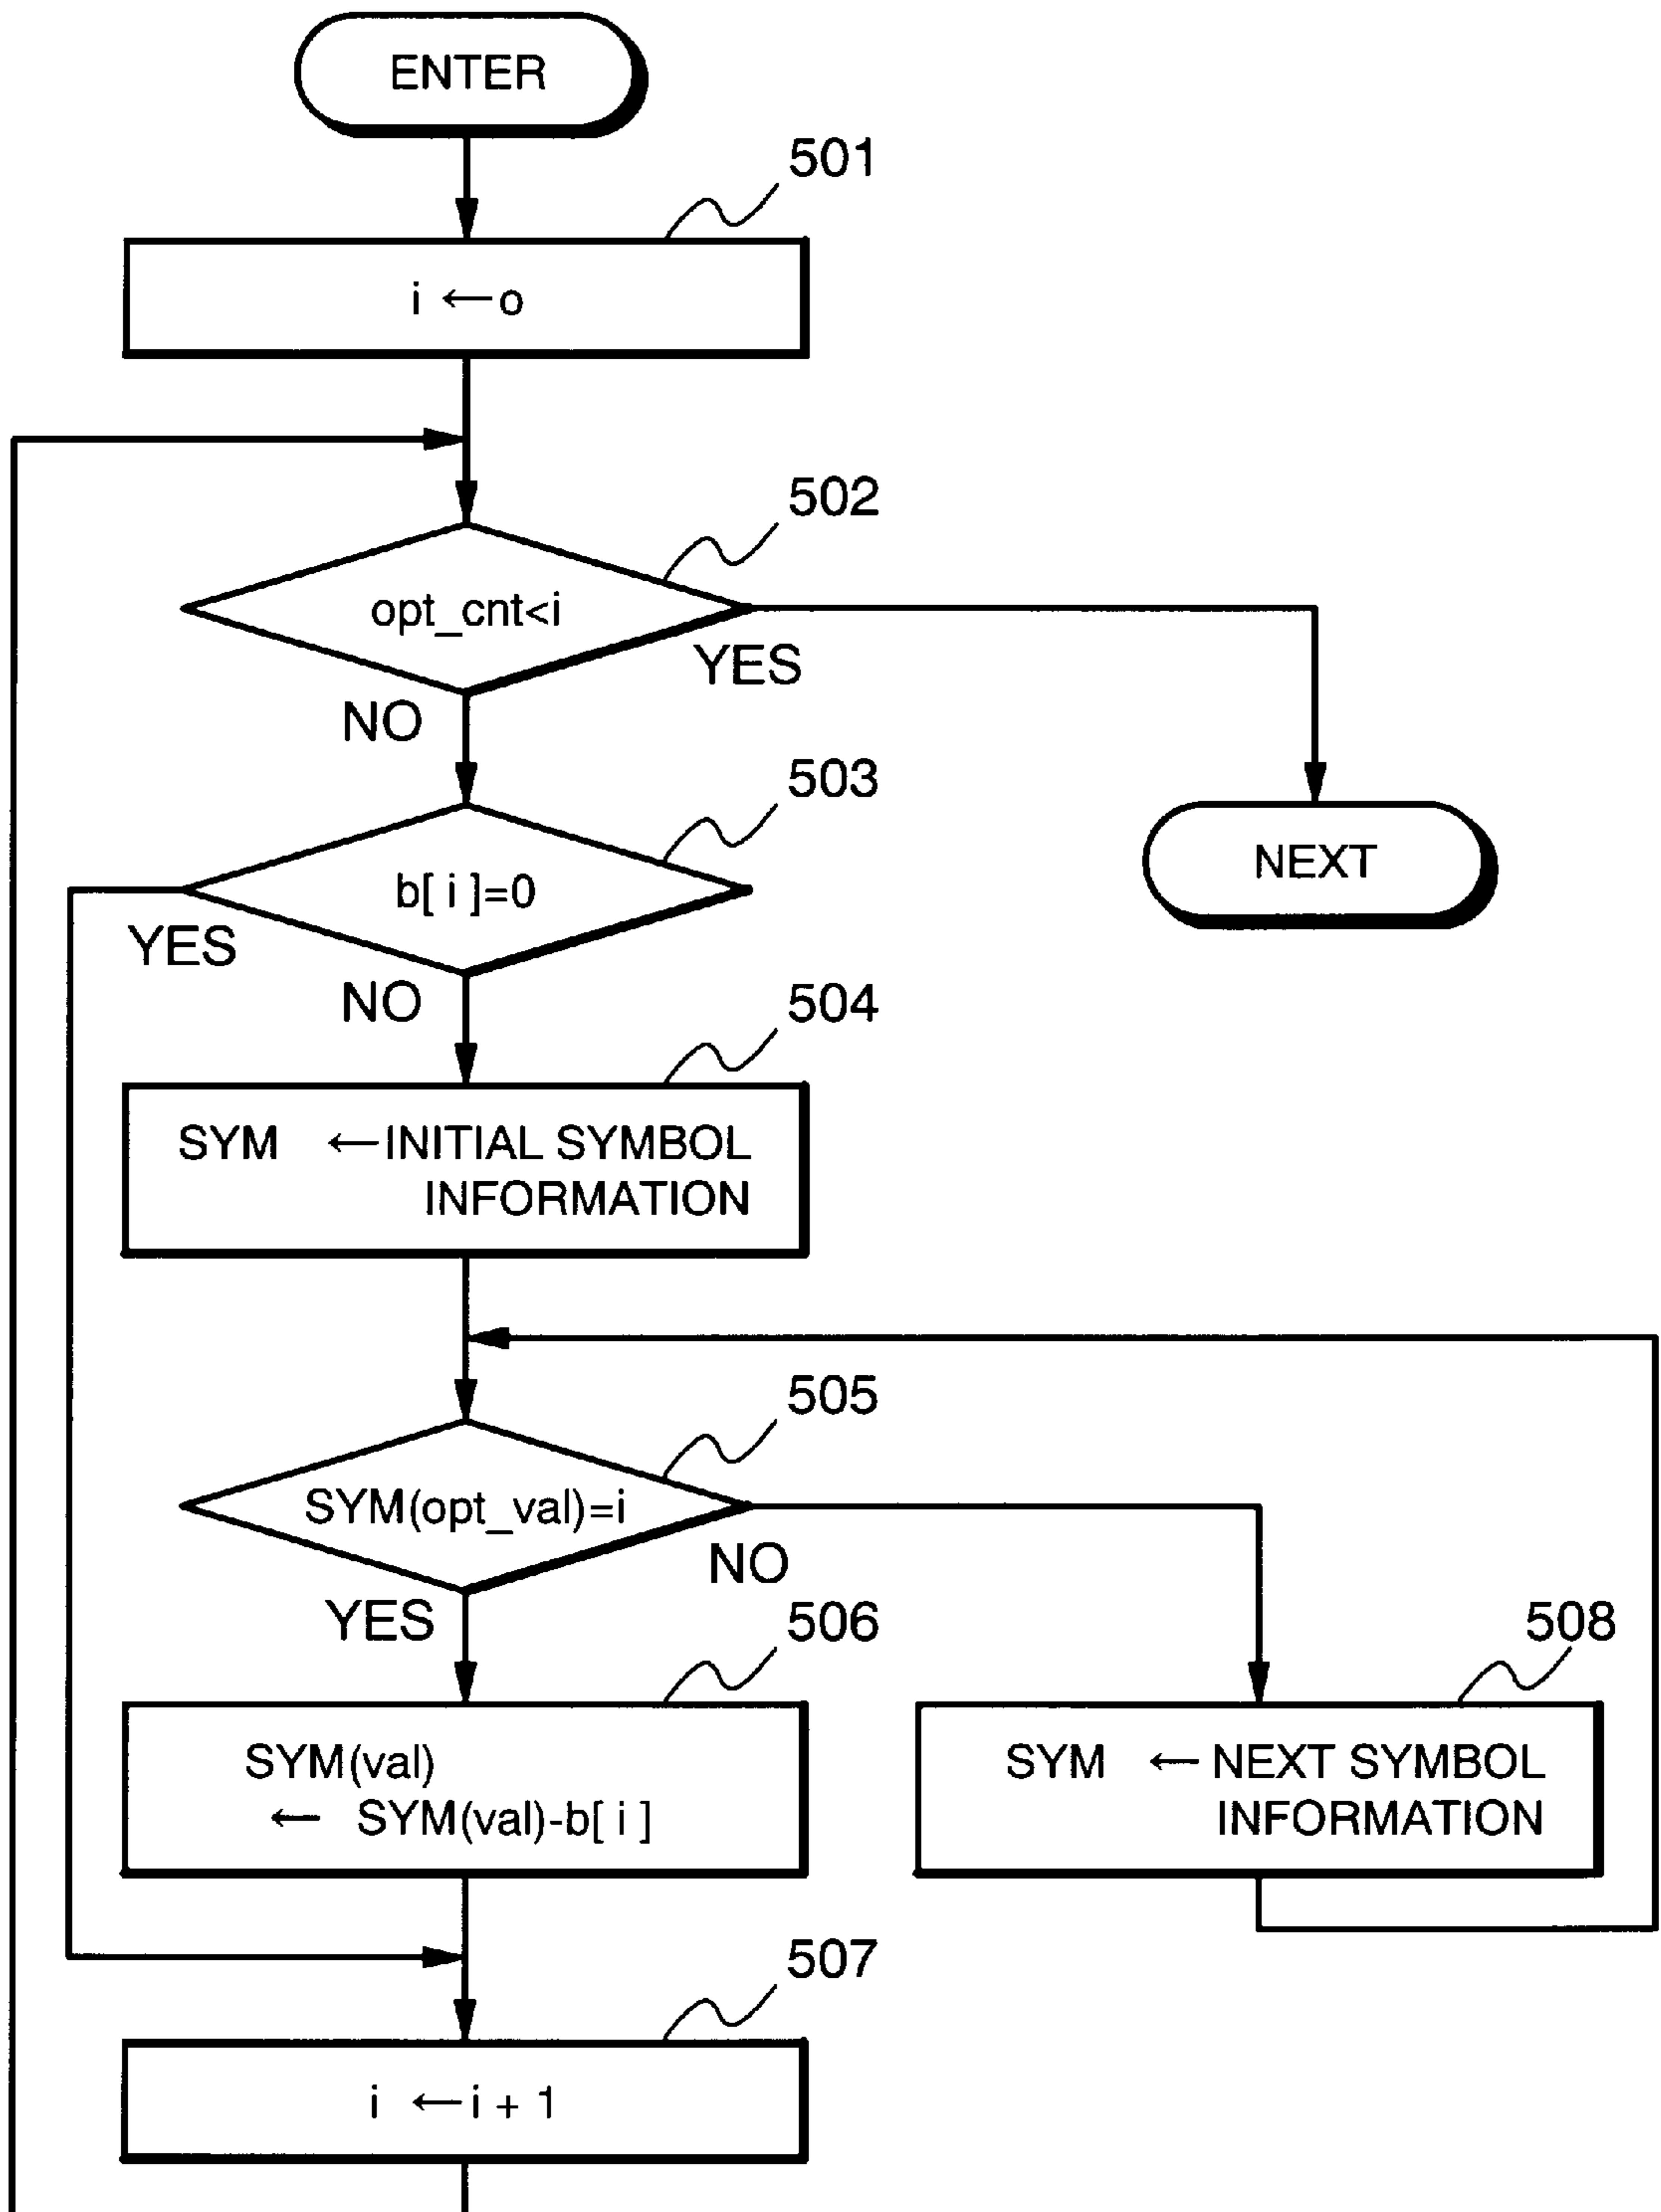 ENTER
501
i ←o
502
opt_cnt<i
YES
NO
503
b[ i ]=0
NEXT
YES
NO
504
SYM ←INITIAL SYMBOL
INFORMATION
505
SYM(opt_val)=i
NO
YES
506
508
SYM(val)
← SYM(val)-b[ i ]
SYM ← NEXT SYMBOL
INFORMATION
507
i ←i + 1